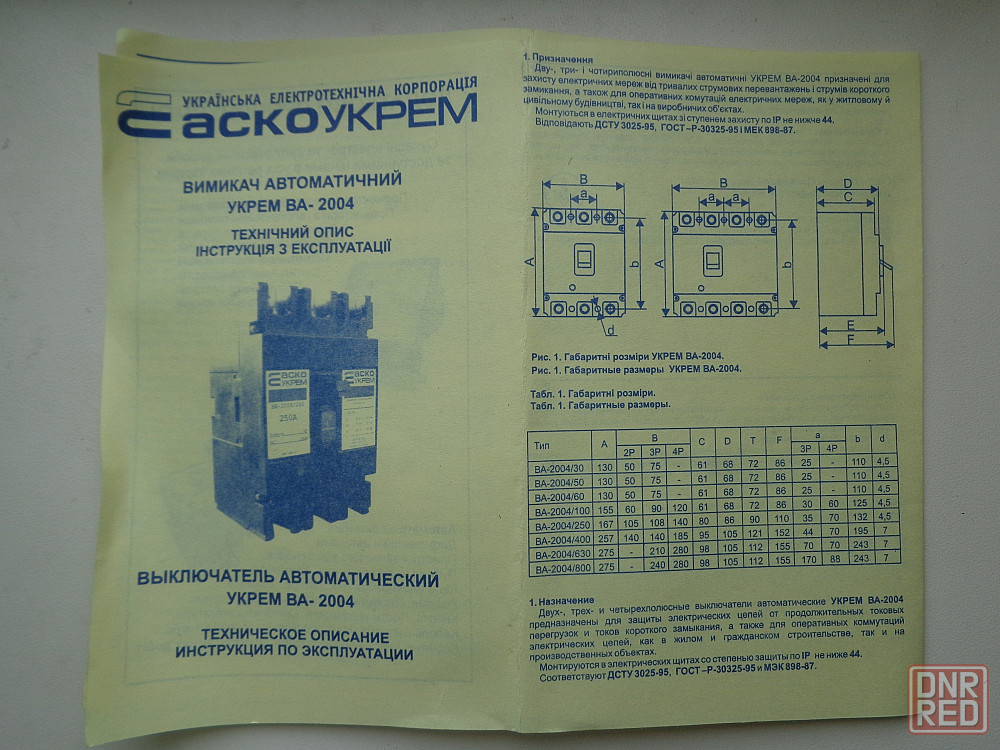 УКРАЇНСЬКА ЕЛЕКТРОТЕХНІЧНА КОРПОРАЦІЯ
аскоУКРЕМ
ВИМИКАЧ АВТОМАТИЧНИЙ
УКРЕМ ВА- 2004
ТЕХНІЧНИЙ ОПИС
ІНСТРУКЦІЯ З ЕКСПЛУАТАЦІЇ
аско
УКРЕМ
250А
аско
УКРЕМ
ВЫКЛЮЧАТЕЛЬ АВТОМАТИЧЕСКИЙ
УКРЕМ ВА- 2004
ТЕХНИЧЕСКОЕ ОПИСАНИЕ
ИНСТРУКЦИЯ ПО ЭКСПЛУАТАЦИИ
1. Призначення
Дву-, три- і чотириполюсні вимикачі автоматичні УКРЕМ ВА-2004 призначені для
захисту електричних мереж від тривалих струмових перевантажень і струмів короткого
замикання, а також для оперативних комутацій електричних мереж, як у житловому й
цивільному будівництві, так і на виробничих об'єктах.
Монтуються в електричних щитах зі ступенем захисту по IP не нижче 44.
Відповідають ДСТУ 3025-95, ГОСТ –Р-30325-95 і МЕК 898-87.
B B D
a a a C
A b A b
d E
F
Рис. 1. Габаритні розміри УКРЕМ ВА-2004.
Рис. 1. Габаритные размеры УКРЕМ ВА-2004.
Табл. 1. Габаритні розміри.
Табл. 1. Габаритные размеры.
Тип A B C D T F a b d
2P 3P 4P 3P 4P
ВА-2004/30 130 50 75 - 61 68 72 86 25 - 110 4,5
ВА-2004/50 130 50 75 - 61 68 72 86 25 - 110 4,5
ВА-2004/60 130 50 75 - 61 68 72 86 25 - 110 4,5
ВА-2004/100 155 60 90 120 61 68 72 86 30 60 125 4,5
ВА-2004/250 167 105 108 140 80 86 90 110 35 70 132 4,5
ВА-2004/400 257 140 140 185 95 105 121 152 44 70 195 7
ВА-2004/630 275 - 210 280 98 105 112 155 70 70 243 7
ВА-2004/800 275 - 240 280 98 105 112 155 170 88 243 7
1. Назначение
Двух-, трех- и четырехполюсные выключатели автоматические УКРЕМ ВА-2004
предназначены для защиты электрических цепей от продолжительных токовых
перегрузок и токов короткого замыкания, а также для оперативных коммутаций
электрических цепей, как в жилом и гражданском строительстве, так и на
производственных объектах.
Монтируются в электрических щитах со степенью защиты по IP не ниже 44.
Соответствуют ДСТУ 3025-95, ГОСТ –Р-30325-95 и МЭК 898-87.
DNR
RED